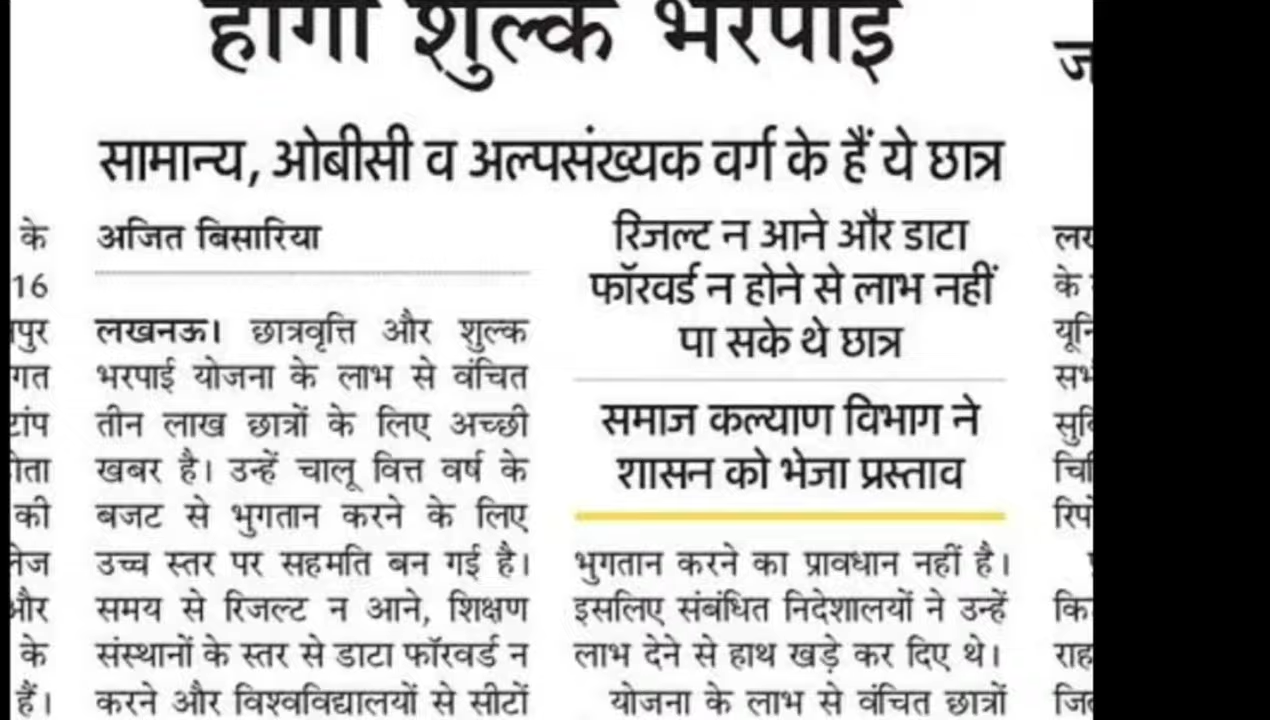 होगी शुल्क भरपाई
सामान्य, ओबीसी व अल्पसंख्यक वर्ग के हैं ये छात्र
अजित बिसारिया
लखनऊ। छात्रवृत्ति और शुल्क
भरपाई योजना के लाभ से वंचित
तीन लाख छात्रों के लिए अच्छी
खबर है। उन्हें चालू वित्त वर्ष के
बजट से भुगतान करने के लिए
उच्च स्तर पर सहमति बन गई है।
समय से रिजल्ट न आने, शिक्षण
संस्थानों के स्तर से डाटा फॉरवर्ड न
करने और विश्वविद्यालयों से सीटों
रिजल्ट न आने और डाटा
फॉरवर्ड न होने से लाभ नहीं
पा सके थे छात्र
समाज कल्याण विभाग ने
शासन को भेजा प्रस्ताव
भुगतान करने का प्रावधान नहीं है।
इसलिए संबंधित निदेशालयों ने उन्हें
लाभ देने से हाथ खड़े कर दिए थे।
योजना के लाभ से वंचित छात्रों
के
16
की
और
के
हैं।
के